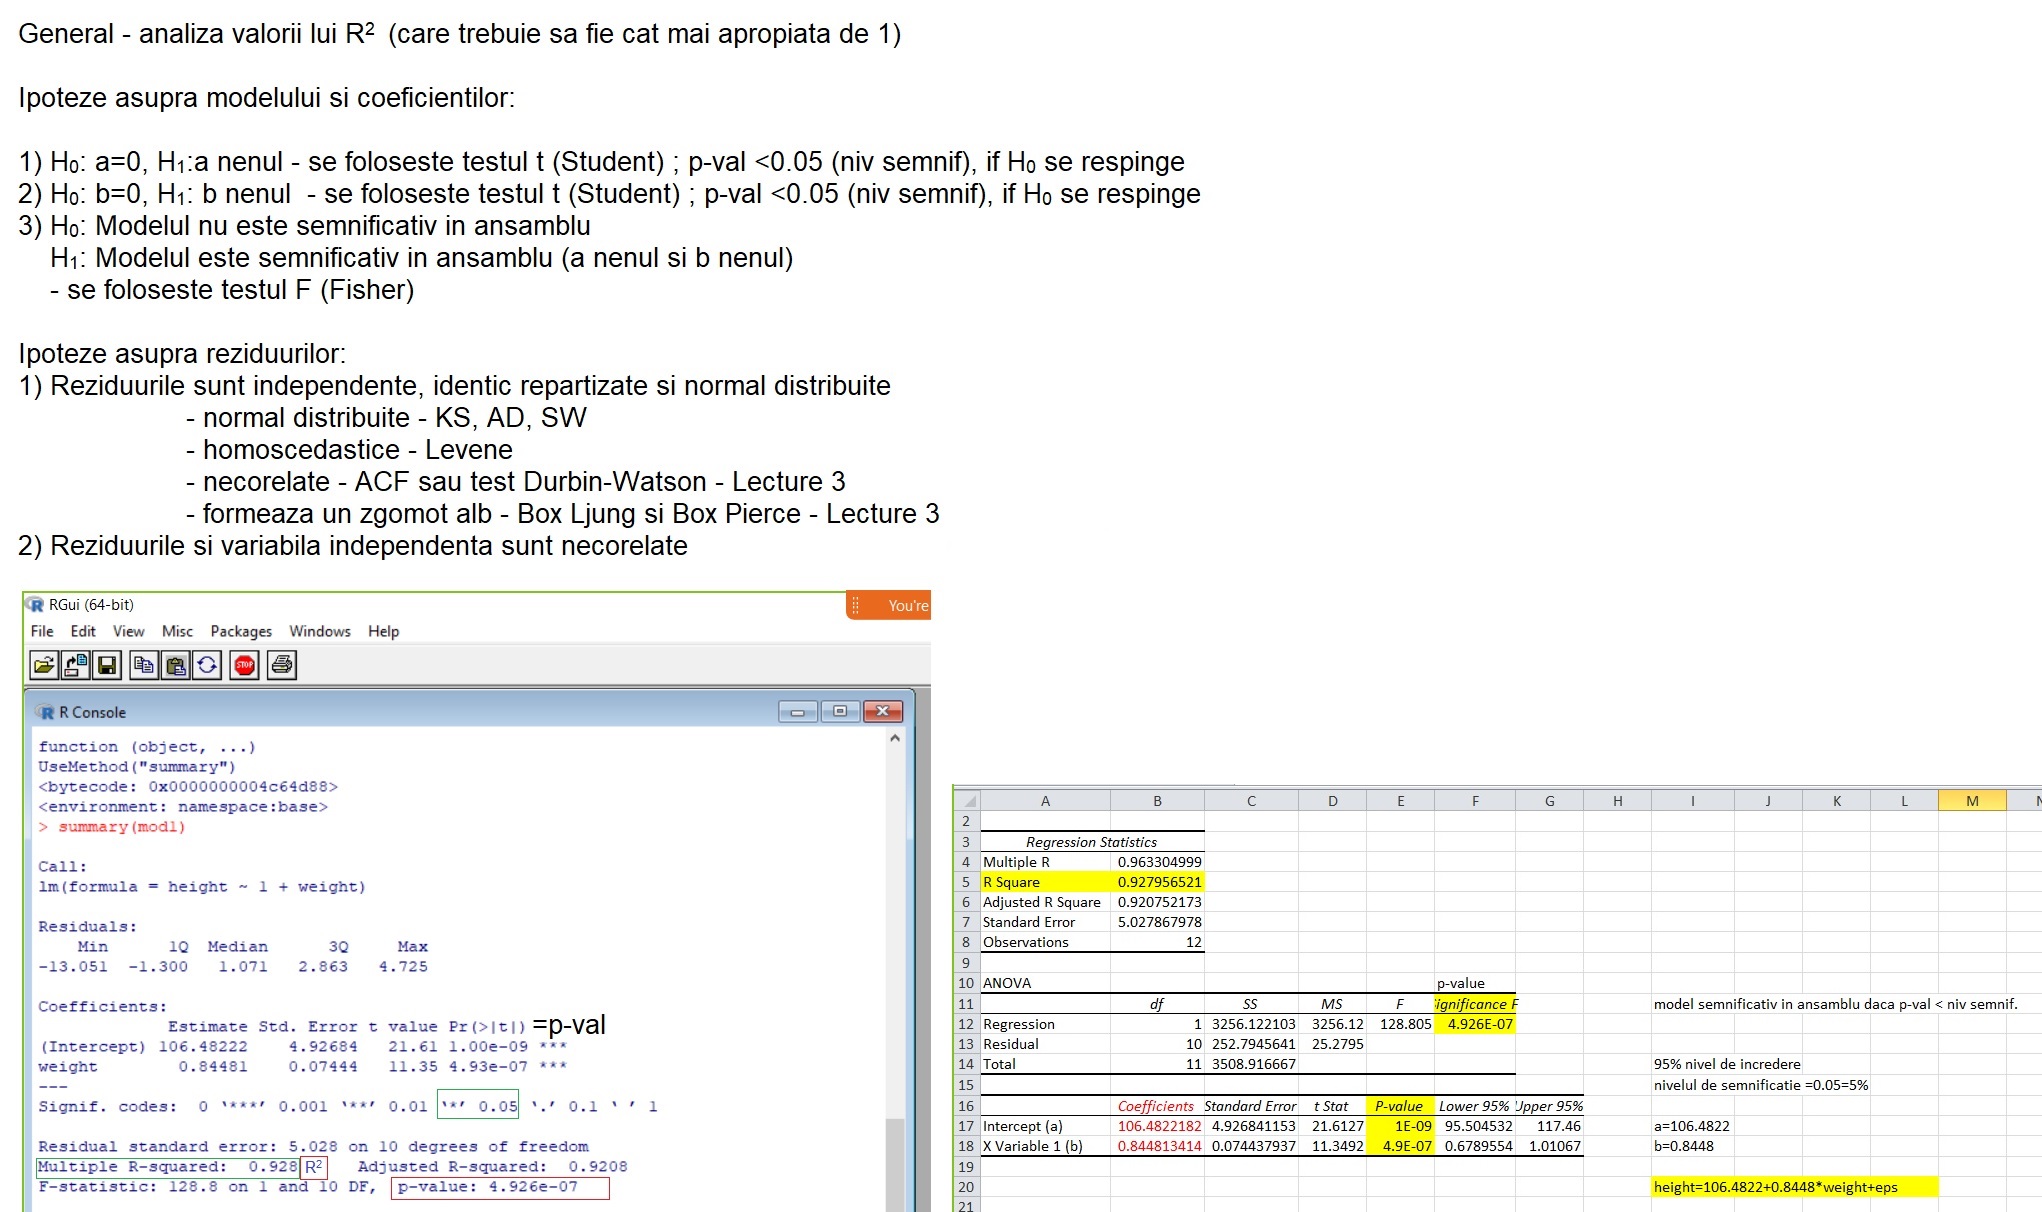 General - analiza valorii lui R² (care trebuie sa fie cat mai apropiata de 1)
Ipoteze asupra modelului si coeficientilor:
1) H₀: a=0, H₁:a nenul - se foloseste testul t (Student) ; p-val <0.05 (niv semnif), if H₀ se respinge
2) H₀: b=0, H₁: b nenul - se foloseste testul t (Student) ; p-val <0.05 (niv semnif), if H₀ se respinge
3) H₀: Modelul nu este semnificativ in ansamblu
H₁: Modelul este semnificativ in ansamblu (a nenul si b nenul)
- se foloseste testul F (Fisher)
Ipoteze asupra reziduurilor:
1) Reziduurile sunt independente, identic repartizate si normal distribuite
- normal distribuite - KS, AD, SW
- homoscedastice - Levene
- necorelate - ACF sau test Durbin-Watson - Lecture 3
- formeaza un zgomot alb - Box Ljung si Box Pierce - Lecture 3
2) Reziduurile si variabila independenta sunt necorelate
RGui (64-bit)
You're
File Edit View Misc Packages Windows Help
STOP
R Console
function (object, ...)
UseMethod("summary")
<bytecode: 0x0000000004c64d88>
<environment: namespace:base>
> summary(mod1)
Call:
lm(formula = height ~ 1 + weight)
Residuals:
Min 1Q Median 3Q Max
-13.051 -1.300 1.071 2.863 4.725
Coefficients:
Estimate Std. Error t value Pr(>|t|) =p-val
(Intercept) 106.48222 4.92684 21.61 1.00e-09 ***
weight 0.84481 0.07444 11.35 4.93e-07 ***
---
Signif. codes: 0 '***' 0.001 '**' 0.01 '*' 0.05 '.' 0.1 ' ' 1
Residual standard error: 5.028 on 10 degrees of freedom
Multiple R-squared: 0.928 R² Adjusted R-squared: 0.9208
F-statistic: 128.8 on 1 and 10 DF, p-value: 4.926e-07
A B C D E F G H I J K L M
2
3 Regression Statistics
4 Multiple R 0.963304999
5 R Square 0.927956521
6 Adjusted R Square 0.920752173
7 Standard Error 5.027867978
8 Observations 12
9
10 ANOVA p-value
11 df SS MS F ignificance F model semnificativ in ansamblu daca p-val < niv semnif.
12 Regression 1 3256.122103 3256.12 128.805 4.926E-07
13 Residual 10 252.7945641 25.2795
14 Total 11 3508.916667 95% nivel de incredere
15 nivelul de semnificatie =0.05=5%
16 Coefficients Standard Error t Stat P-value Lower 95% Upper 95%
17 Intercept (a) 106.4822182 4.926841153 21.6127 1E-09 95.504532 117.46 a=106.4822
18 X Variable 1 (b) 0.844813414 0.074437937 11.3492 4.9E-07 0.6789554 1.01067 b=0.8448
19
20 height=106.4822+0.8448*weight+eps
21